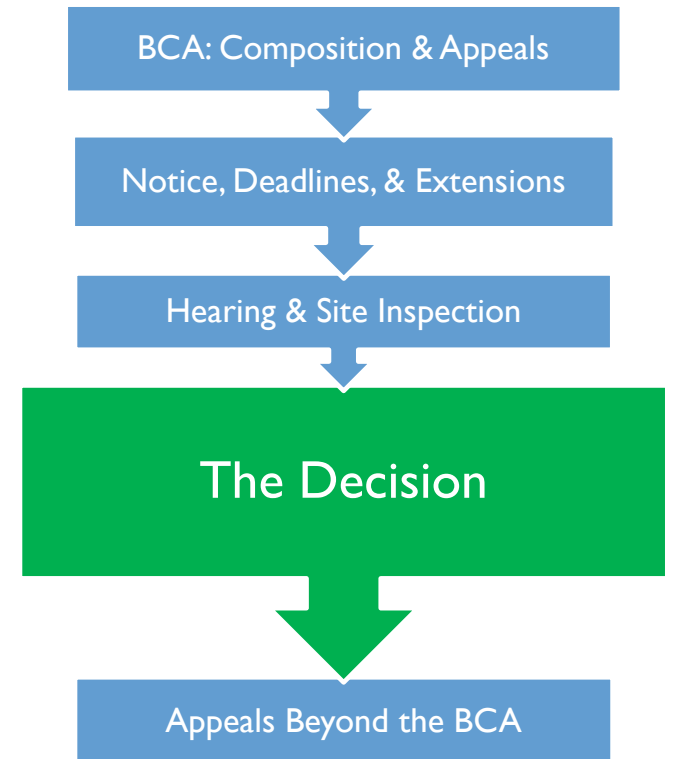 BCA: Composition & Appeals
Notice, Deadlines, & Extensions
Hearing & Site Inspection
The Decision
Appeals Beyond the BCA